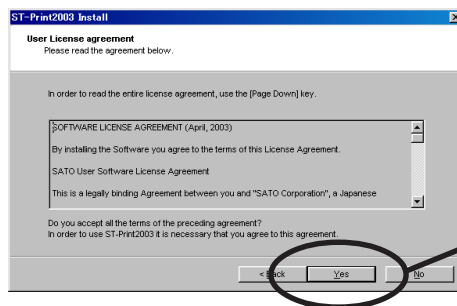 ST-Print2003 Install
User License agreement
Please read the agreement below.
In order to read the entire license agreement, use the [Page Down] key.
SOFTWARE LICENSE AGREEMENT (April, 2003)
By installing the Software you agree to the terms of this License Agreement.
SATO User Software License Agreement
This is a legally binding Agreement between you and "SATO Corporation", a Japanese
Do you accept all the terms of the preceding agreement?
In order to use ST-Print2003 it is necessary that you agree to this agreement.
< Back Yes No